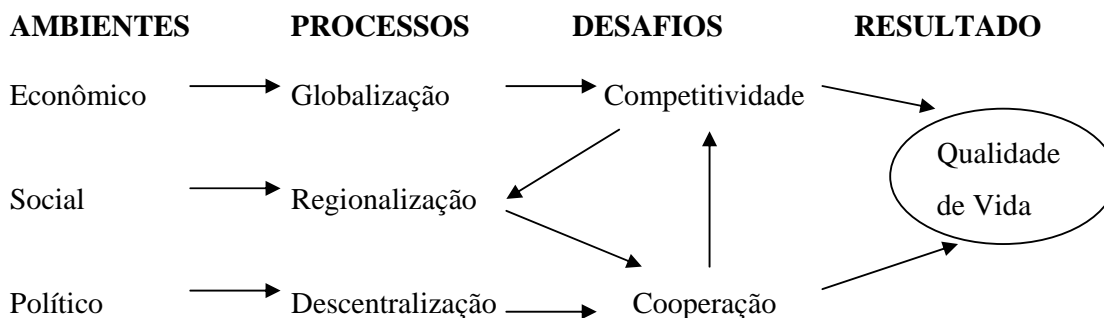 AMBIENTES PROCESSOS DESAFIOS RESULTADO
Econômico Globalização Competitividade
Qualidade
de Vida
Social Regionalização
Político Descentralização Cooperação